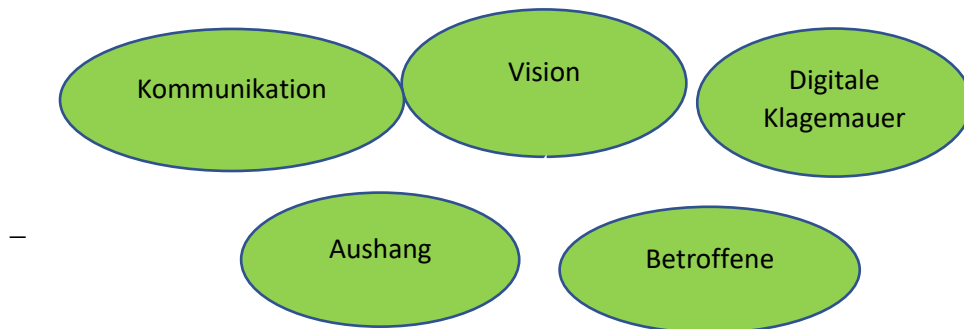 Kommunikation
Vision
Digitale
Klagemauer
–
Aushang
Betroffene